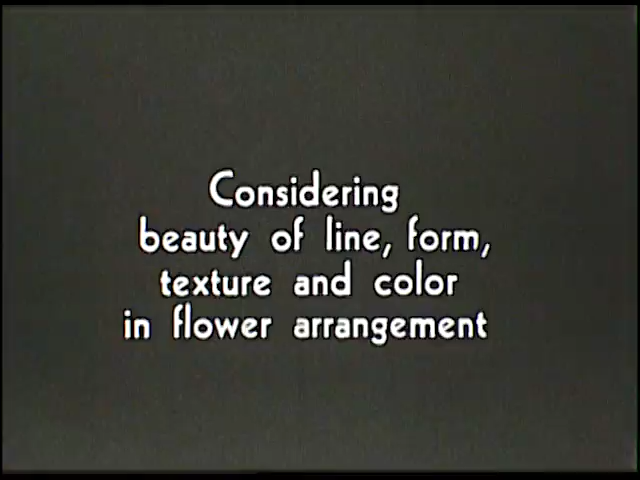 Considering
beauty of line, form,
texture and color
in flower arrangement